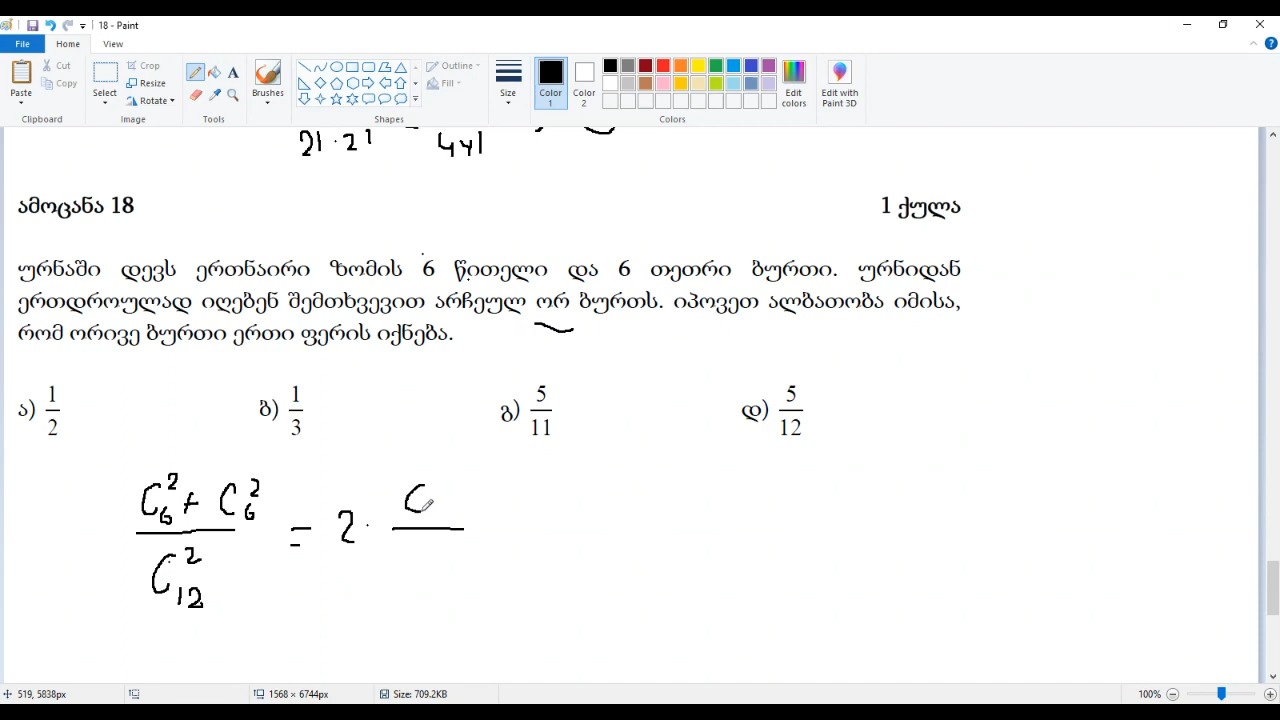 18 - Paint
File Home View
Cut
Copy
Paste
Clipboard
Crop
Resize
Rotate
Select
Image
Tools
Brushes
Outline
Fill
Shapes
Size
Color 1
Color 2
Edit colors
Edit with Paint 3D
Colors
21 · 21
441
ამოცანა 18 1 ქულა
ურნაში დევს ერთნაირი ზომის 6 წითელი და 6 თეთრი ბურთი. ურნიდან
ერთდროულად იღებენ შემთხვევით არჩეულ ორ ბურთს. იპოვეთ ალბათობა იმისა,
რომ ორივე ბურთი ერთი ფერის იქნება.
ა) 1/2 ბ) 1/3 გ) 5/11 დ) 5/12
C₆² + C₆²
= 2 · C
C₁₂²
519, 5838px 1568 × 6744px Size: 709.2KB 100%